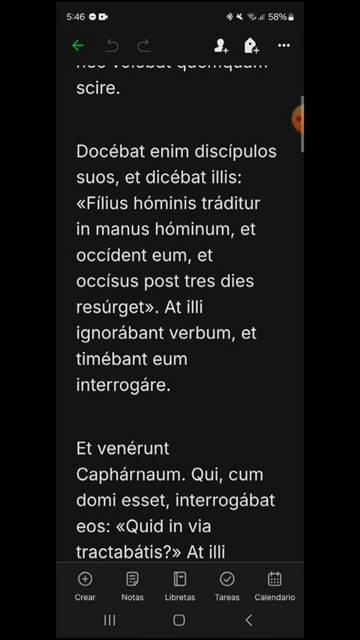 5:46
58%
scire.
Docébat enim discípulos
suos, et dicébat illis:
«Fílius hóminis tráditur
in manus hóminum, et
occídent eum, et
occísus post tres dies
resúrget». At illi
ignorábant verbum, et
timébant eum
interrogáre.
Et venérunt
Caphárnaum. Qui, cum
domi esset, interrogábat
eos: «Quid in via
tractabátis?» At illi
Crear
Notas
Libretas
Tareas
Calendario